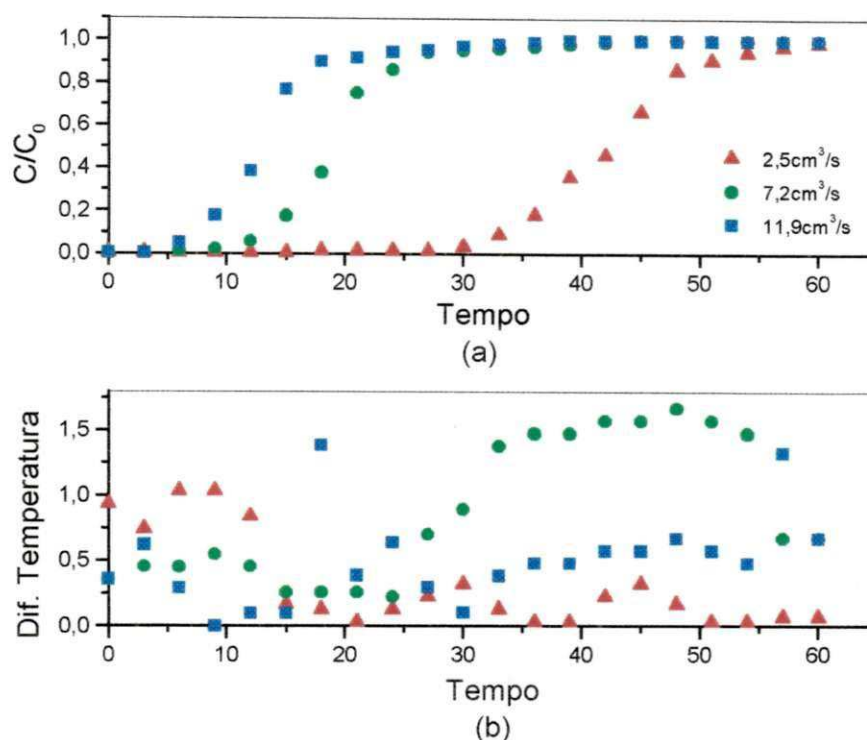 1,0
0,8
0,6
0,4
0,2
0,0
C/C₀
2,5cm³/s
7,2cm³/s
11,9cm³/s
0 10 20 30 40 50 60
Tempo
(a)
1,5
1,0
0,5
0,0
Dif. Temperatura
0 10 20 30 40 50 60
Tempo
(b)